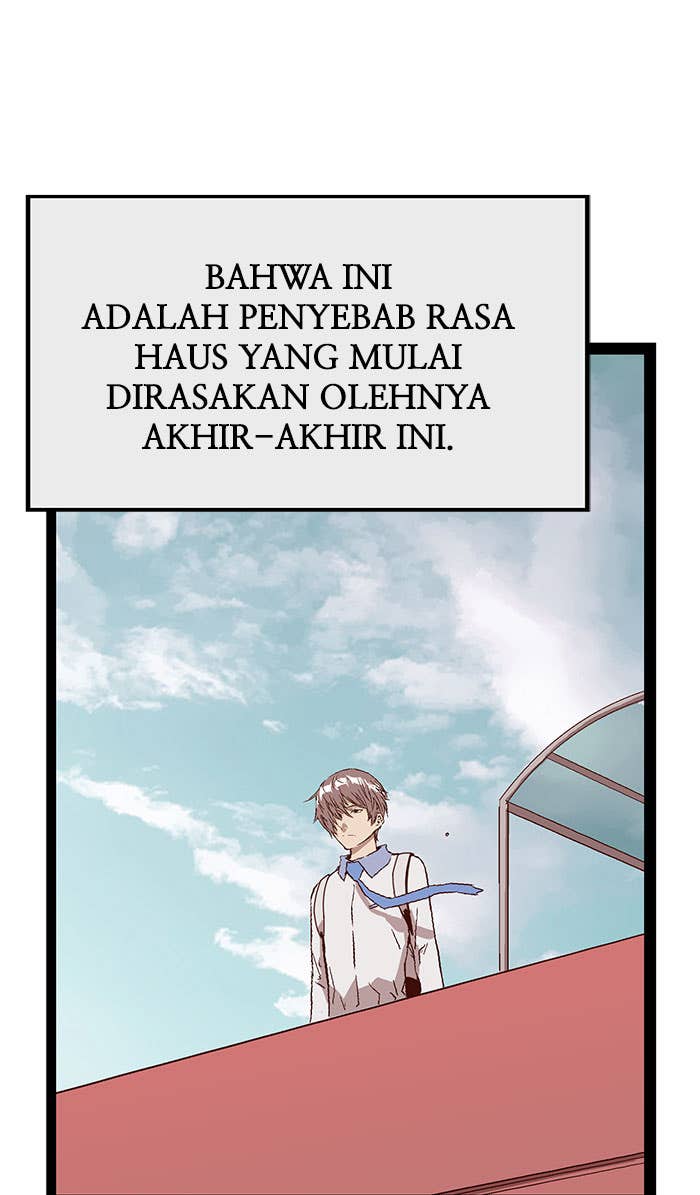 BAHWA INI
ADALAH PENYEBAB RASA
HAUS YANG MULAI
DIRASAKAN OLEHNYA
AKHIR-AKHIR INI.